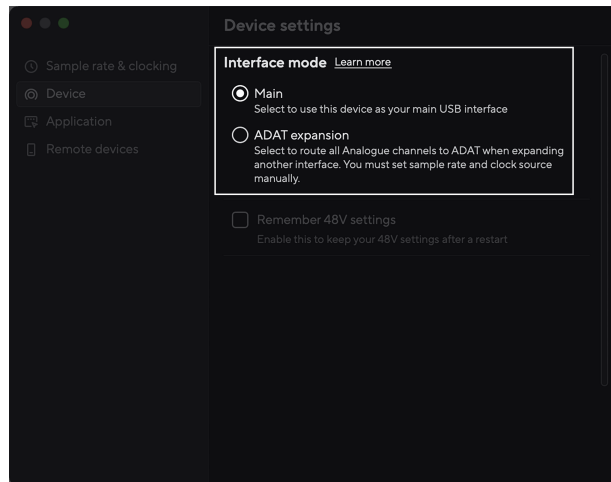 Device settings
Sample rate & clocking
Device
Application
Remote devices
Interface mode Learn more
Main
Select to use this device as your main USB interface
ADAT expansion
Select to route all Analogue channels to ADAT when expanding
another interface. You must set sample rate and clock source
manually.
Remember 48V settings
Enable this to keep your 48V settings after a restart